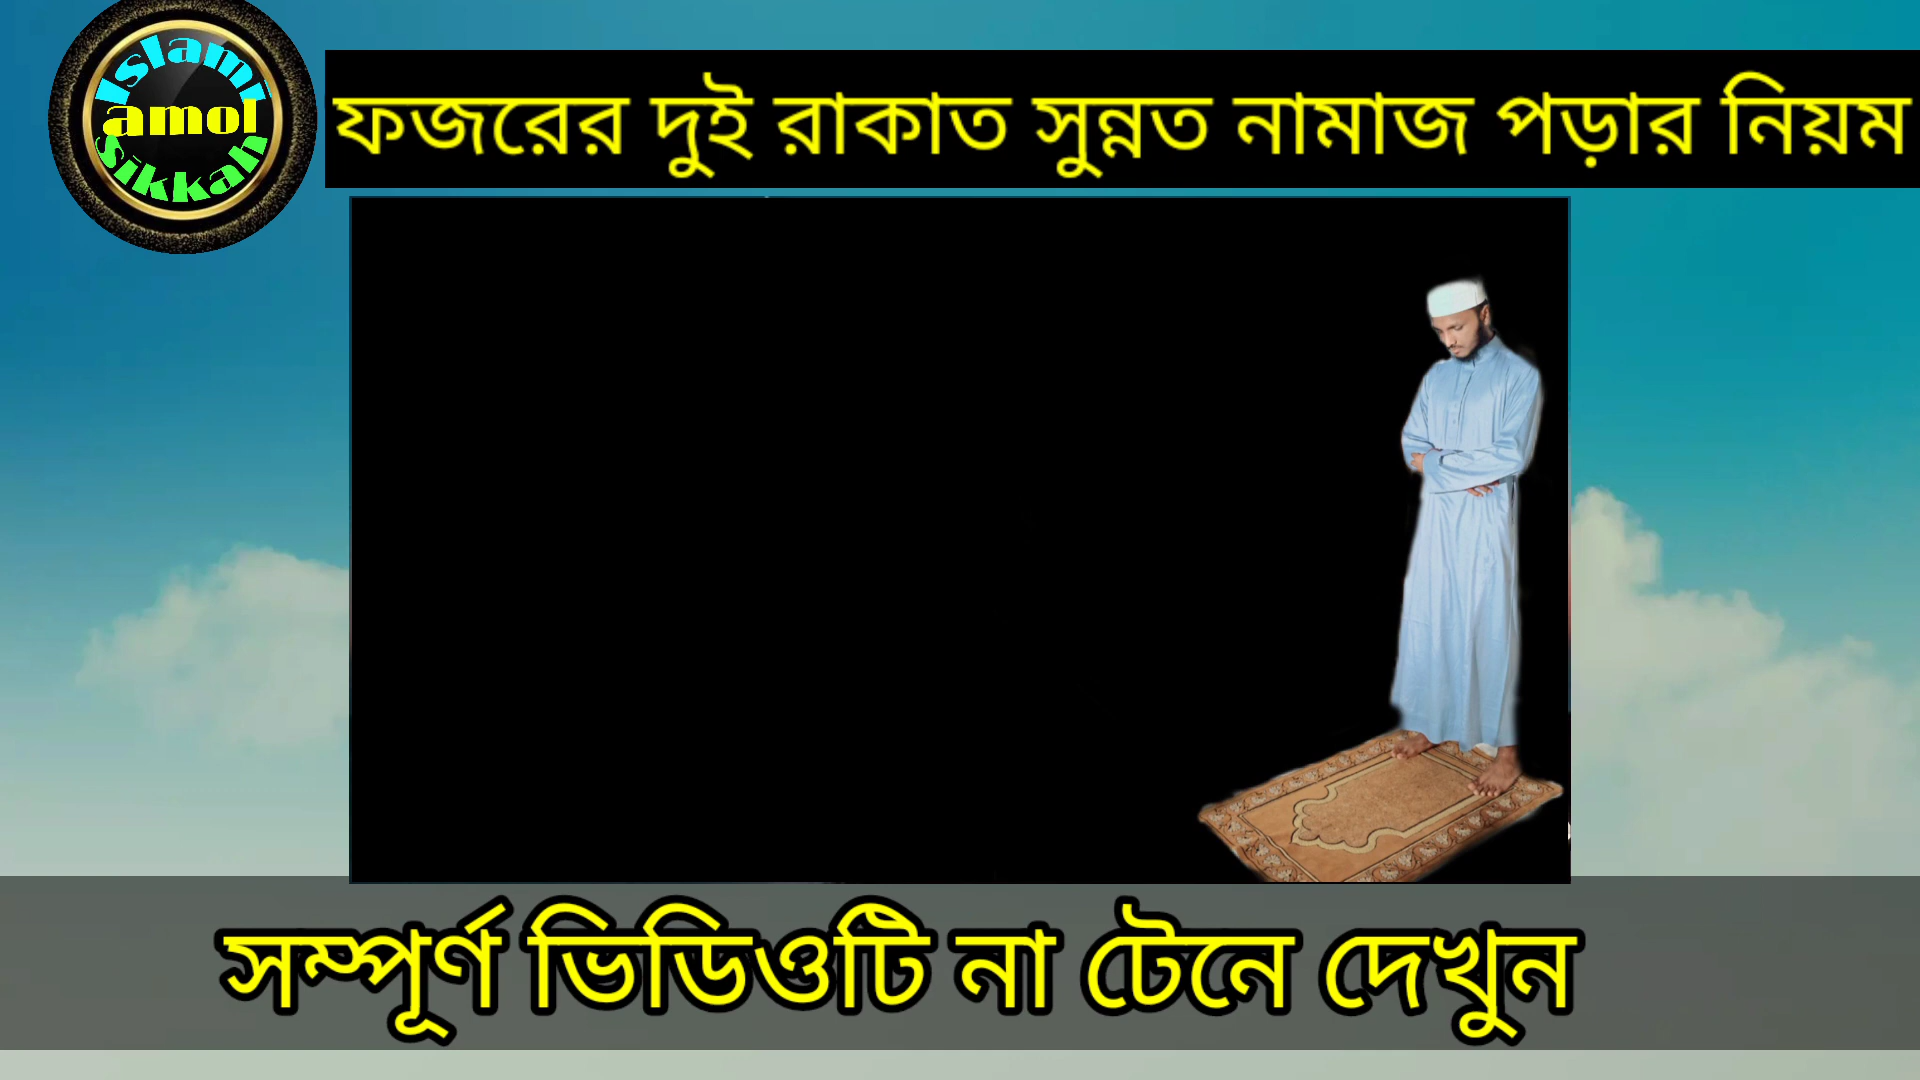 Islami
amol
sikkah
ফজরের দুই রাকাত সুন্নত নামাজ পড়ার নিয়ম
সম্পূর্ণ ভিডিওটি না টেনে দেখুন